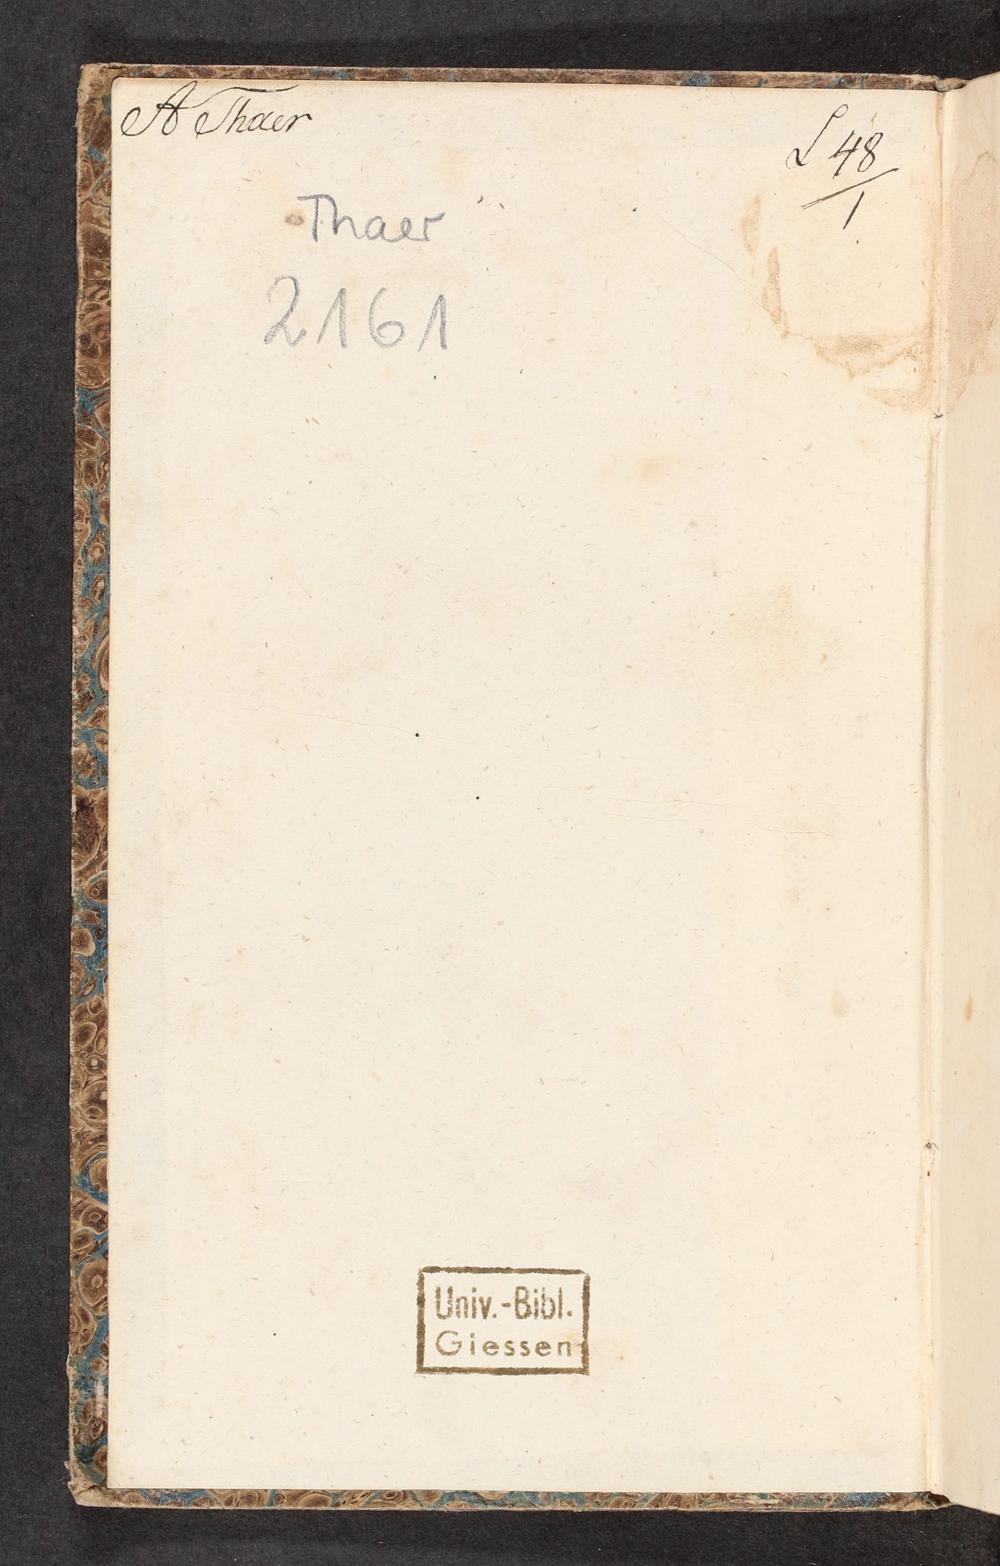 A Thaer
L 48
1
Thaer
2161
Univ.-Bibl.
Giessen